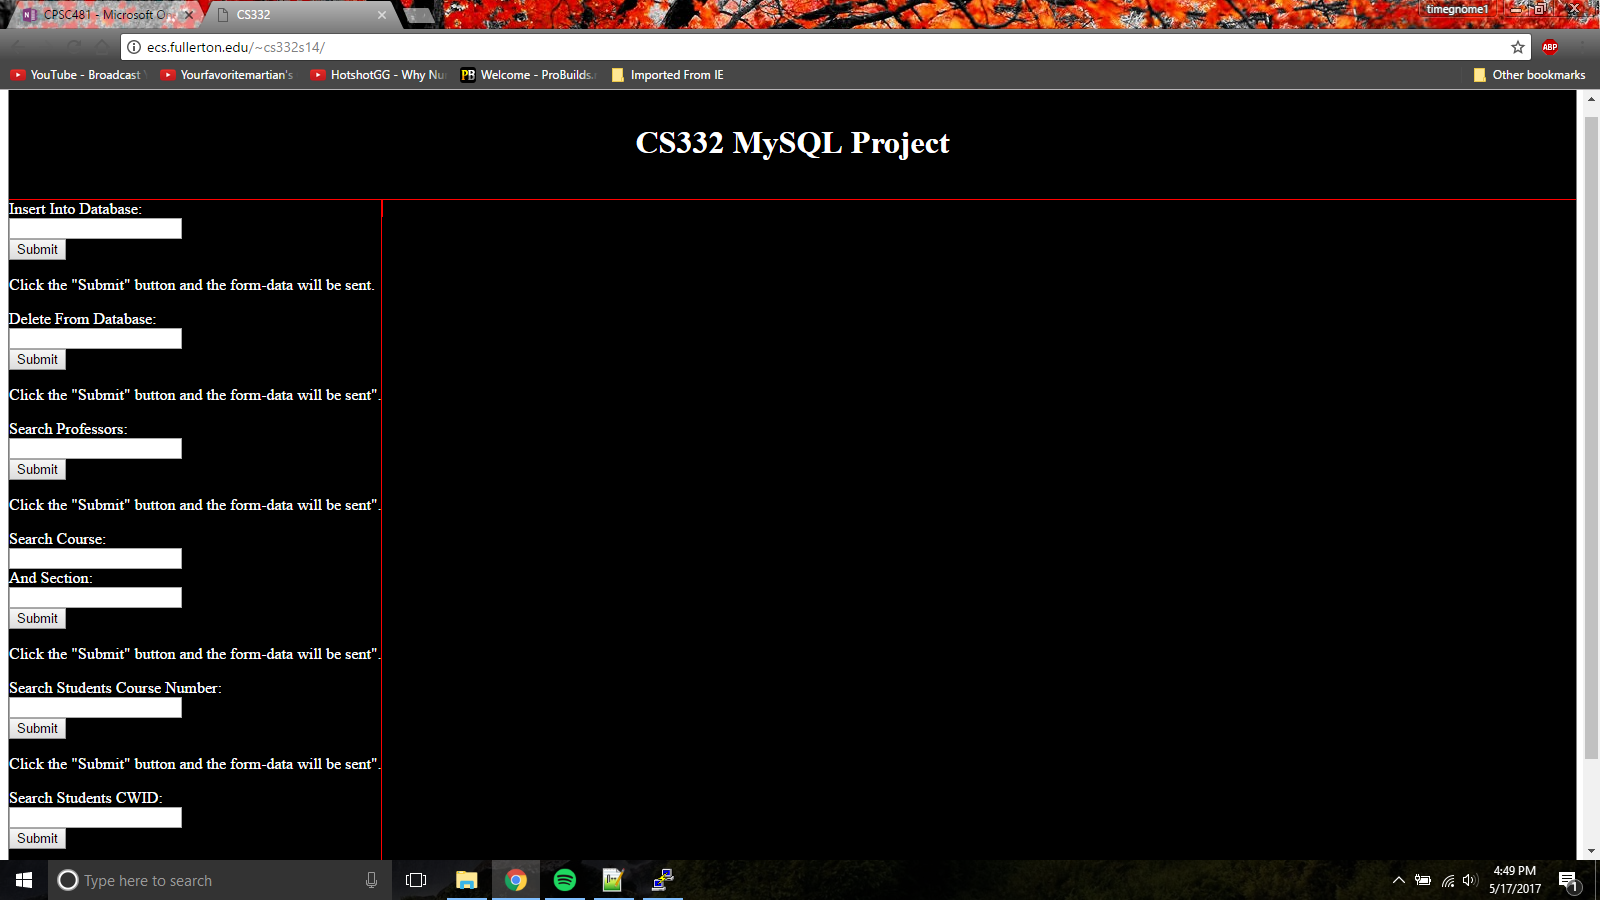 CPSC481 - Microsoft On
CS332
timegnome1
ecs.fullerton.edu/~cs332s14/
ABP
YouTube - Broadcast
Yourfavoritemartian's
HotshotGG - Why Nu
PB Welcome - ProBuilds.
Imported From IE
Other bookmarks
CS332 MySQL Project
Insert Into Database:
Submit
Click the "Submit" button and the form-data will be sent.
Delete From Database:
Submit
Click the "Submit" button and the form-data will be sent".
Search Professors:
Submit
Click the "Submit" button and the form-data will be sent".
Search Course:
And Section:
Submit
Click the "Submit" button and the form-data will be sent".
Search Students Course Number:
Submit
Click the "Submit" button and the form-data will be sent".
Search Students CWID:
Submit
Type here to search
4:49 PM
5/17/2017
1